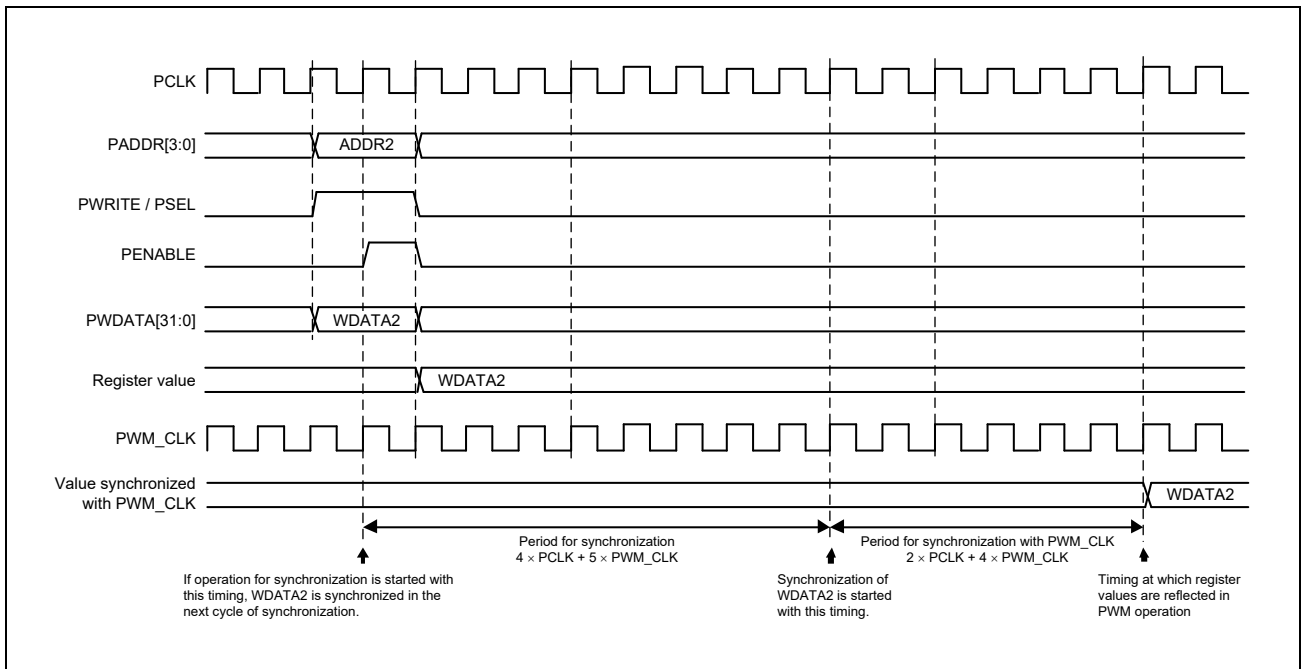 PCLK
PADDR[3:0]
ADDR2
PWRITE / PSEL
PENABLE
PWDATA[31:0]
WDATA2
Register value
WDATA2
PWM_CLK
Value synchronized
with PWM_CLK
WDATA2
Period for synchronization
4 × PCLK + 5 × PWM_CLK
Period for synchronization with PWM_CLK
2 × PCLK + 4 × PWM_CLK
If operation for synchronization is started with
this timing, WDATA2 is synchronized in the
next cycle of synchronization.
Synchronization of
WDATA2 is started
with this timing.
Timing at which register
values are reflected in
PWM operation